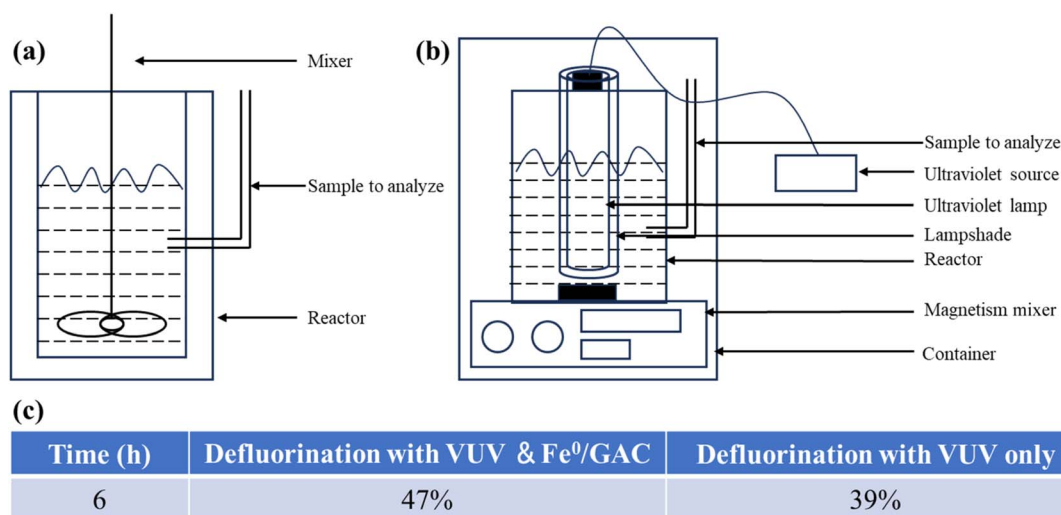 (a)
Mixer
Sample to analyze
Reactor
(b)
Sample to analyze
Ultraviolet source
Ultraviolet lamp
Lampshade
Reactor
Magnetism mixer
Container
(c)
Time (h) Defluorination with VUV & Fe⁰/GAC Defluorination with VUV only
6 47% 39%